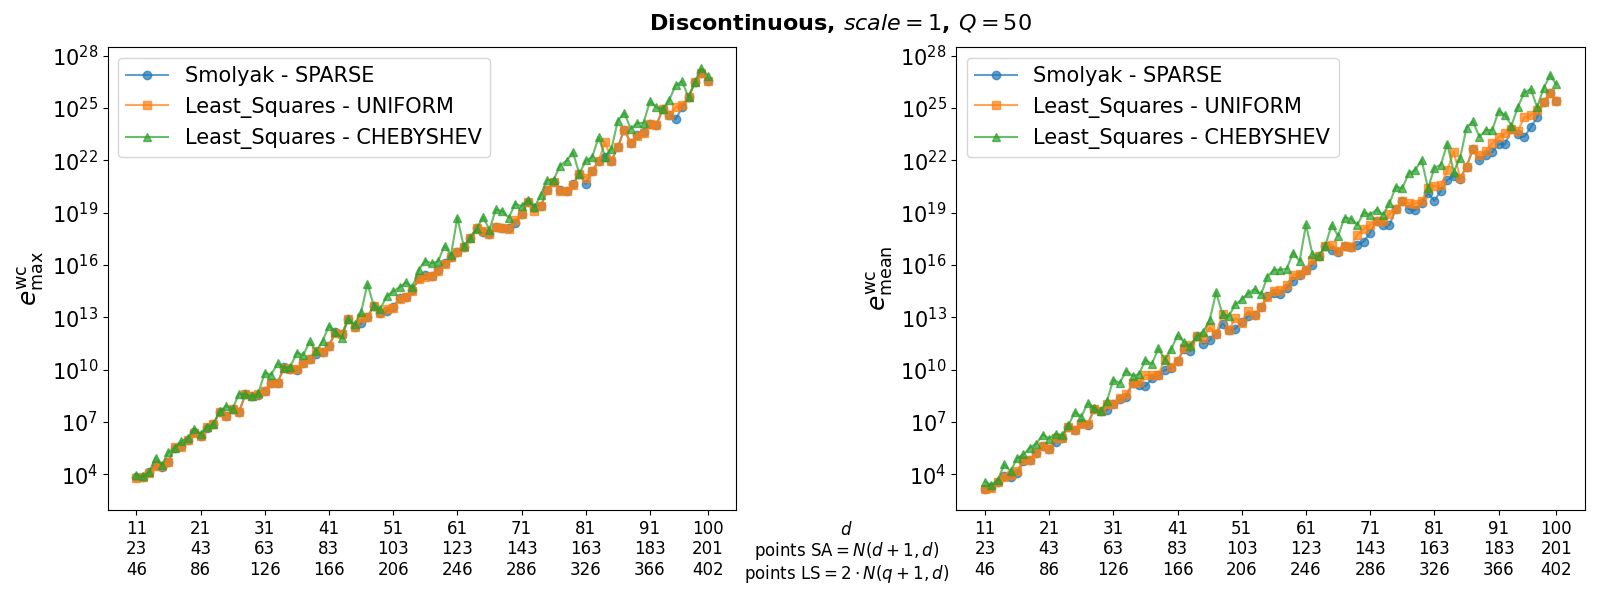 Discontinuous, scale = 1, Q = 50
10^28
10^25
10^22
10^19
10^16
10^13
10^10
10^7
10^4
e^wc_max
Smolyak - SPARSE
Least_Squares - UNIFORM
Least_Squares - CHEBYSHEV
11 21 31 41 51 61 71 81 91 100
23 43 63 83 103 123 143 163 183 201
46 86 126 166 206 246 286 326 366 402
d
points SA = N(d + 1, d)
points LS = 2 · N(q + 1, d)
10^28
10^25
10^22
10^19
10^16
10^13
10^10
10^7
10^4
e^wc_mean
Smolyak - SPARSE
Least_Squares - UNIFORM
Least_Squares - CHEBYSHEV
11 21 31 41 51 61 71 81 91 100
23 43 63 83 103 123 143 163 183 201
46 86 126 166 206 246 286 326 366 402